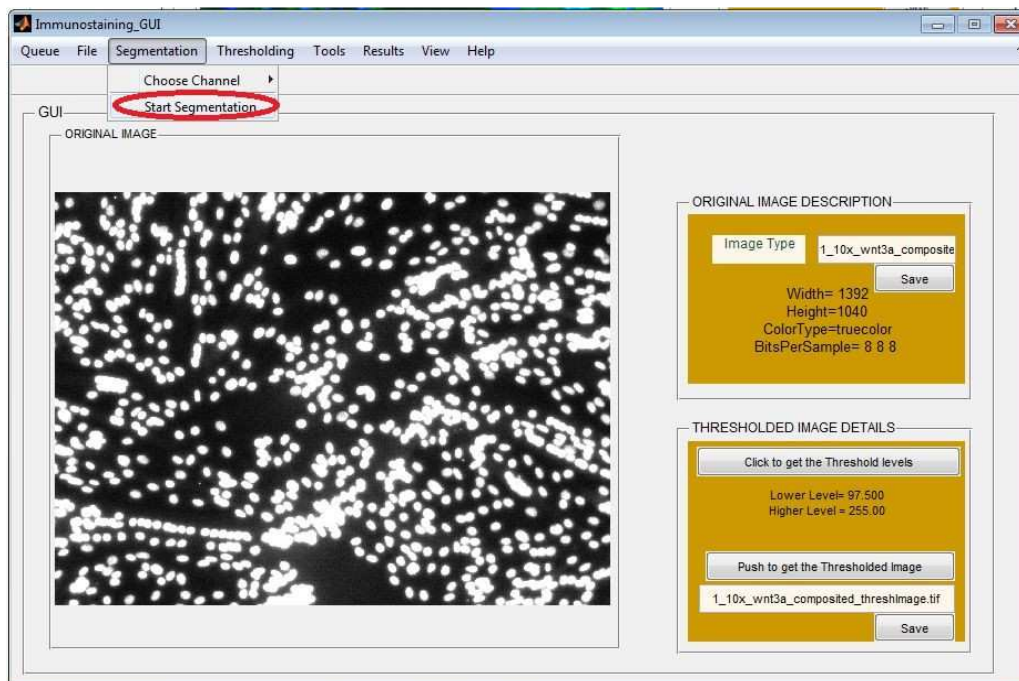 Immunostaining_GUI
Queue File Segmentation Thresholding Tools Results View Help
Choose Channel
Start Segmentation
GUI
ORIGINAL IMAGE
ORIGINAL IMAGE DESCRIPTION
Image Type 1_10x_wnt3a_composite
Save
Width= 1392
Height=1040
ColorType=truecolor
BitsPerSample= 8 8 8
THRESHOLDED IMAGE DETAILS
Click to get the Threshold levels
Lower Level= 97.500
Higher Level = 255.00
Push to get the Thresholded Image
1_10x_wnt3a_composited_threshImage.tif
Save